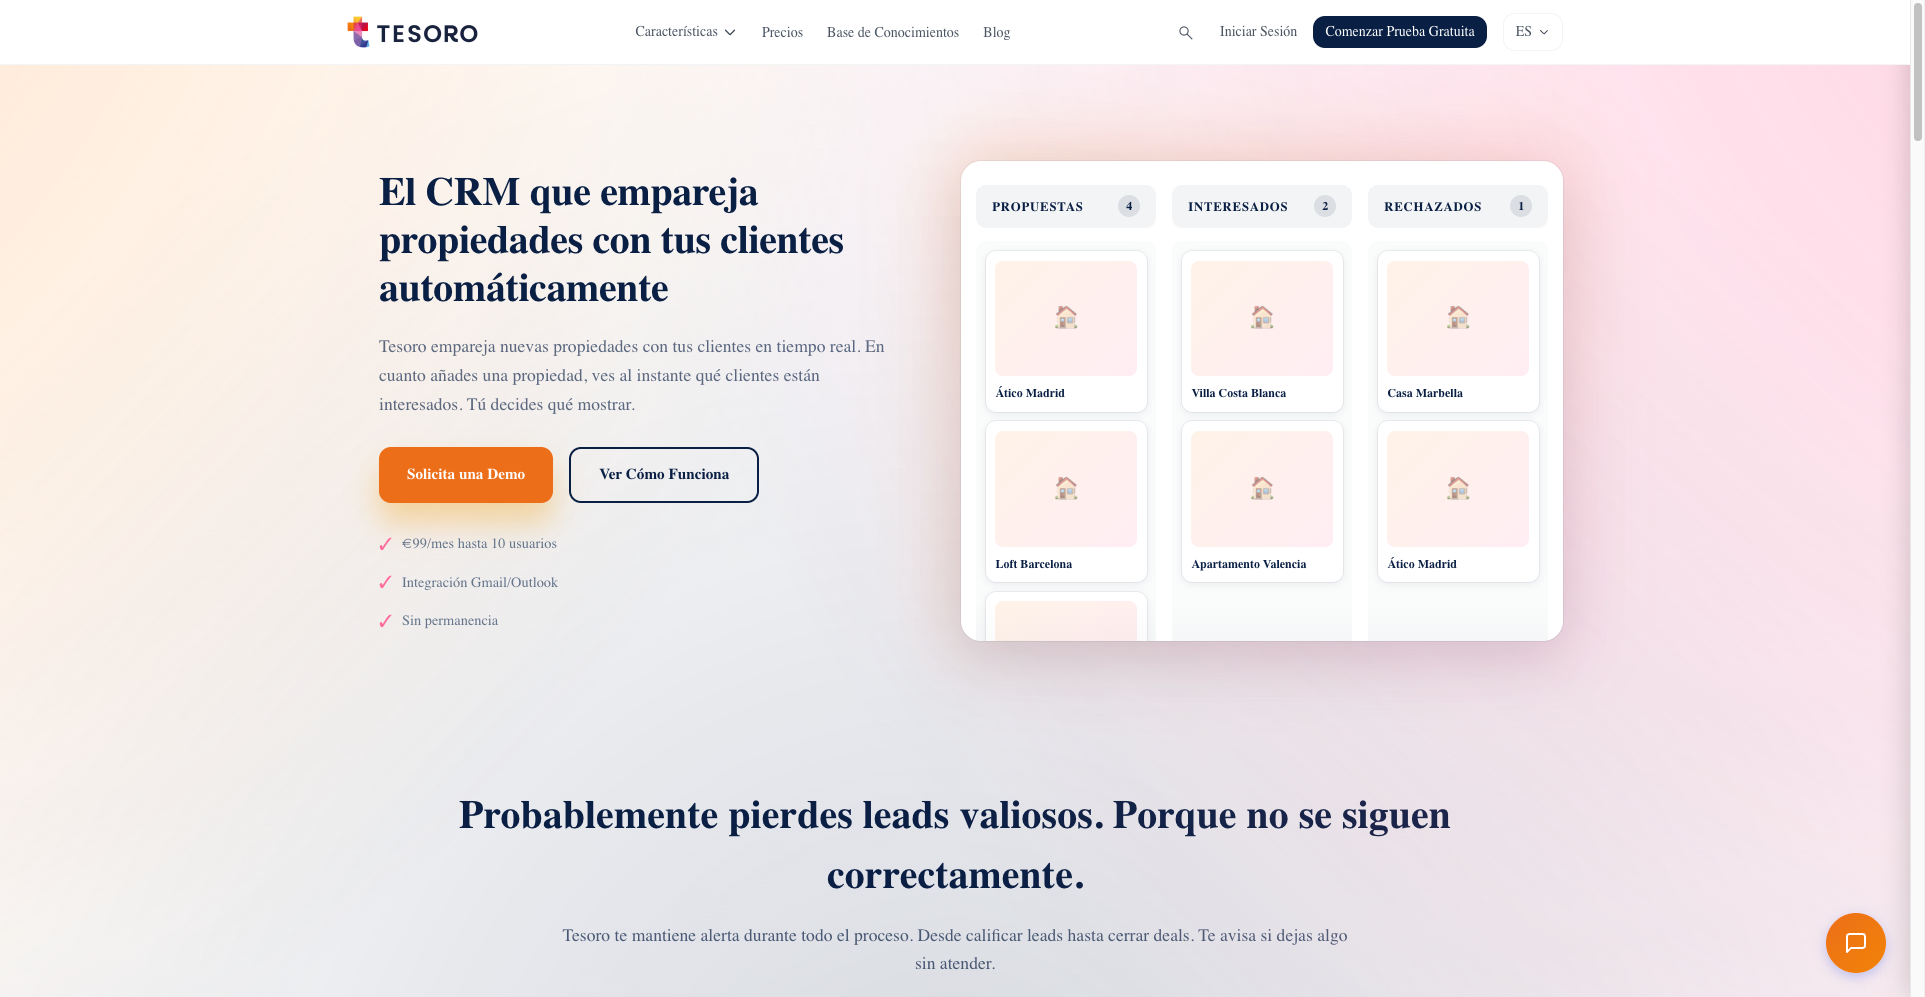 TESORO
Características
Precios
Base de Conocimientos
Blog
Iniciar Sesión
Comenzar Prueba Gratuita
ES
El CRM que empareja
propiedades con tus clientes
automáticamente
Tesoro empareja nuevas propiedades con tus clientes en tiempo real. En
cuanto añades una propiedad, ves al instante qué clientes están
interesados. Tú decides qué mostrar.
Solicita una Demo
Ver Cómo Funciona
✓ €99/mes hasta 10 usuarios
✓ Integración Gmail/Outlook
✓ Sin permanencia
PROPUESTAS 4
Ático Madrid
Loft Barcelona
INTERESADOS 2
Villa Costa Blanca
Apartamento Valencia
RECHAZADOS 1
Casa Marbella
Ático Madrid
Probablemente pierdes leads valiosos. Porque no se siguen
correctamente.
Tesoro te mantiene alerta durante todo el proceso. Desde calificar leads hasta cerrar deals. Te avisa si dejas algo
sin atender.